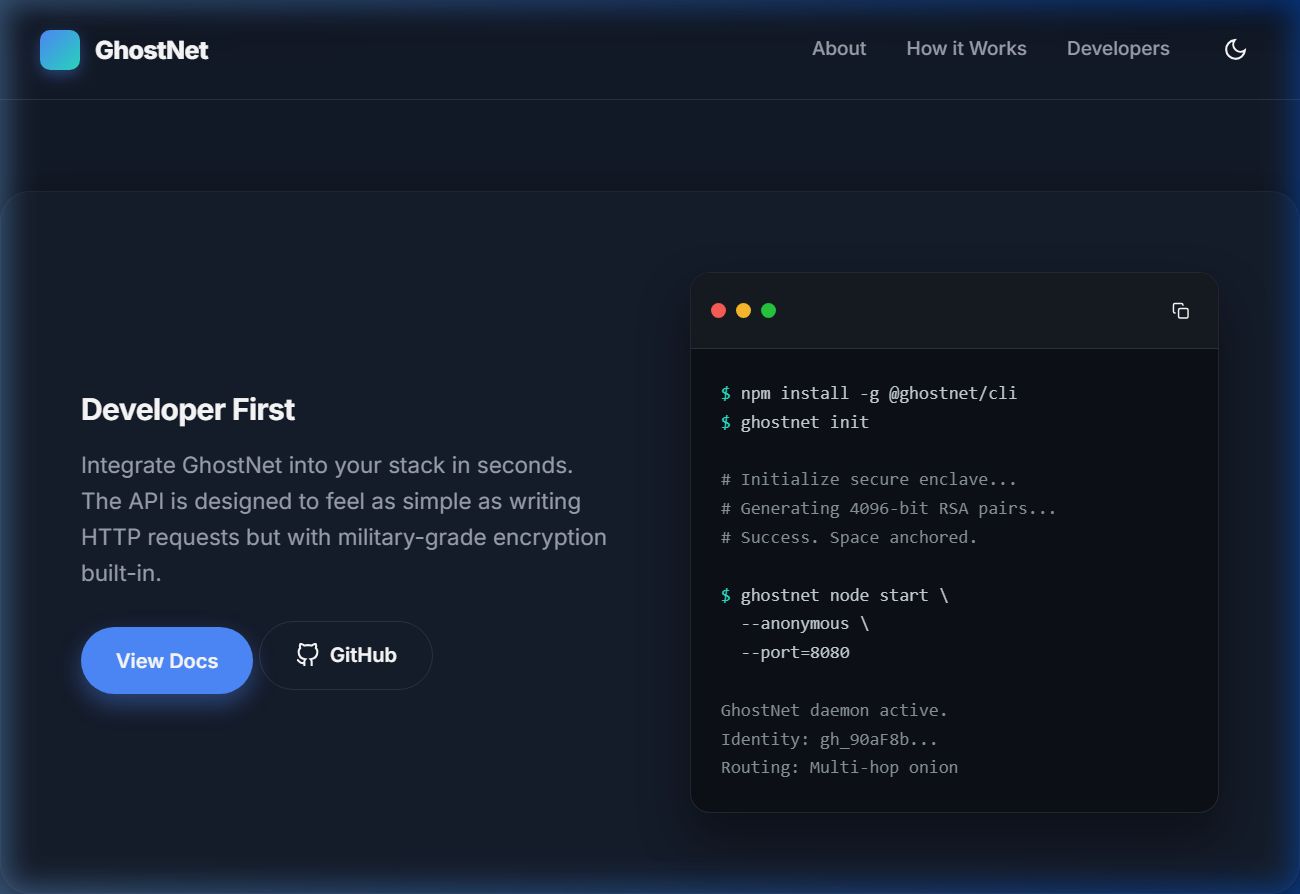 GhostNet
About
How it Works
Developers
Developer First
Integrate GhostNet into your stack in seconds.
The API is designed to feel as simple as writing
HTTP requests but with military-grade encryption
built-in.
View Docs
GitHub
$ npm install -g @ghostnet/cli
$ ghostnet init
# Initialize secure enclave...
# Generating 4096-bit RSA pairs...
# Success. Space anchored.
$ ghostnet node start \
--anonymous \
--port=8080
GhostNet daemon active.
Identity: gh_90aF8b...
Routing: Multi-hop onion